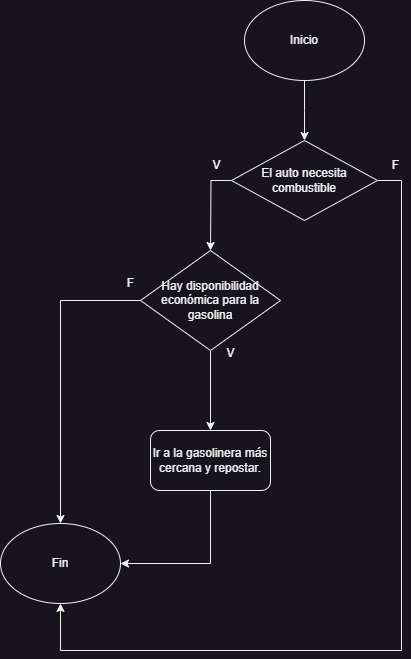 Inicio
V
F
El auto necesita
combustible
F
Hay disponibilidad
económica para la
gasolina
V
Ir a la gasolinera más
cercana y repostar.
Fin